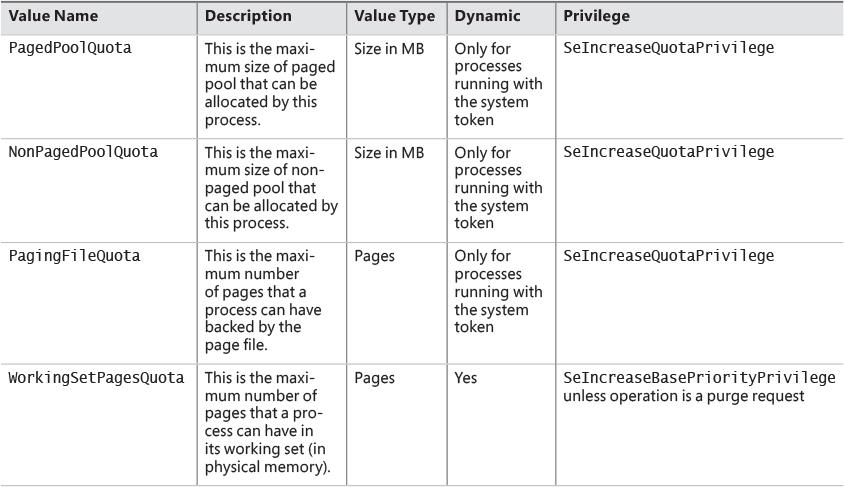 Value Name Description Value Type Dynamic Privilege
PagedPoolQuota This is the maxi- Size in MB Only for SeIncreaseQuotaPrivilege
mum size of paged processes
pool that can be running with
allocated by this the system
process. token
NonPagedPoolQuota This is the maxi- Size in MB Only for SeIncreaseQuotaPrivilege
mum size of non- processes
paged pool that running with
can be allocated by the system
this process. token
PagingFileQuota This is the maxi- Pages Only for SeIncreaseQuotaPrivilege
mum number processes
of pages that a running with
process can have the system
backed by the token
page file.
WorkingSetPagesQuota This is the maxi- Pages Yes SeIncreaseBasePriorityPrivilege
mum number of unless operation is a purge request
pages that a pro-
cess can have in
its working set (in
physical memory).